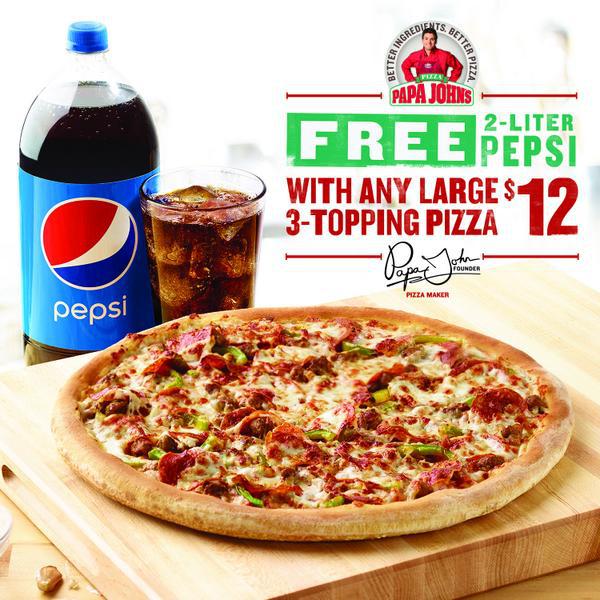 BETTER INGREDIENTS. BETTER PIZZA.
PIZZA
PAPA JOHNS
FREE
2-LITER
PEPSI
WITH ANY LARGE
3-TOPPING PIZZA
$12
Papa John
FOUNDER
PIZZA MAKER
pepsi